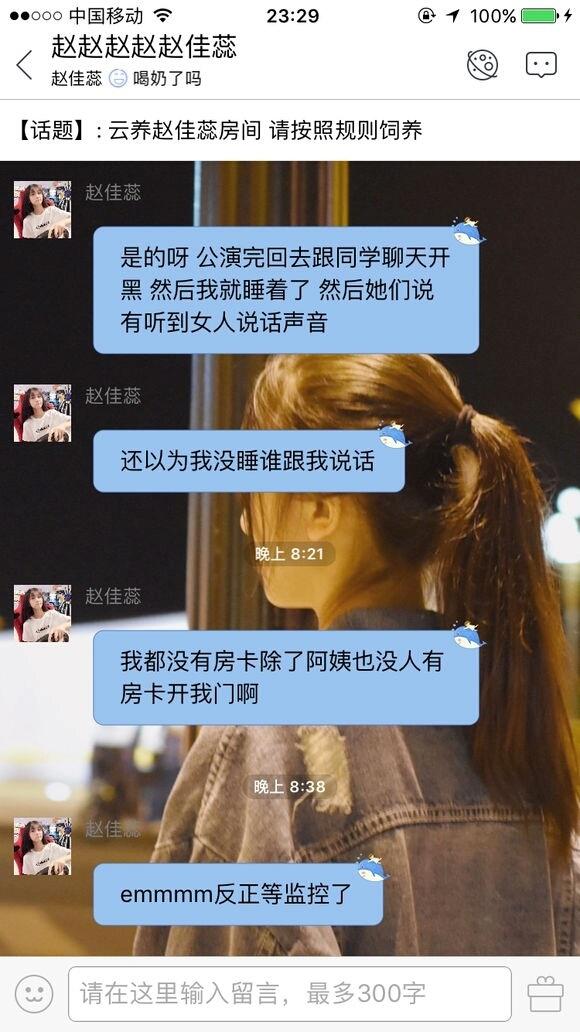 中国移动 23:29 100%
赵赵赵赵赵佳蕊
赵佳蕊 喝奶了吗
【话题】: 云养赵佳蕊房间 请按照规则饲养
赵佳蕊
是的呀 公演完回去跟同学聊天开
黑 然后我就睡着了 然后她们说
有听到女人说话声音
赵佳蕊
还以为我没睡谁跟我说话
晚上 8:21
赵佳蕊
我都没有房卡除了阿姨也没人有
房卡开我门啊
晚上 8:38
赵佳蕊
emmmm反正等监控了
请在这里输入留言，最多300字